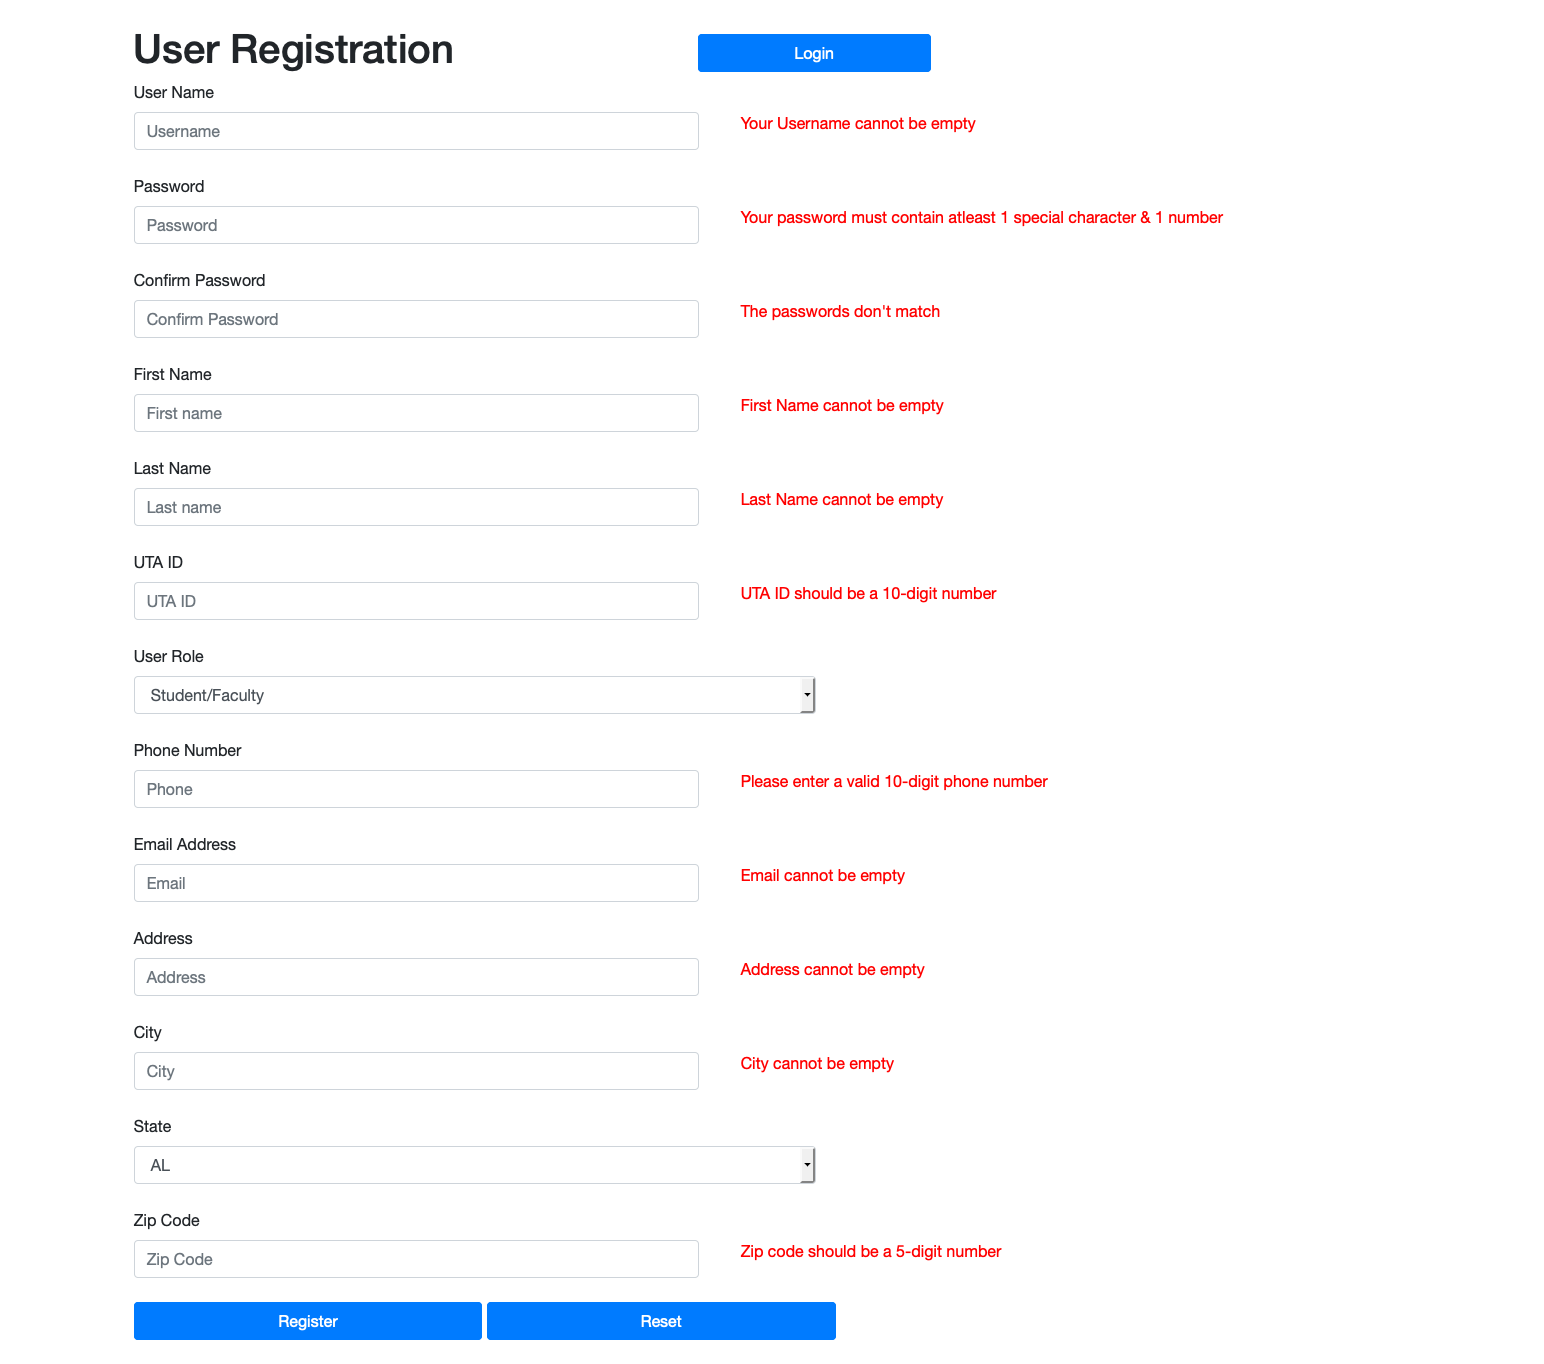 User Registration
Login
User Name
Username
Your Username cannot be empty
Password
Password
Your password must contain atleast 1 special character & 1 number
Confirm Password
Confirm Password
The passwords don't match
First Name
First name
First Name cannot be empty
Last Name
Last name
Last Name cannot be empty
UTA ID
UTA ID
UTA ID should be a 10-digit number
User Role
Student/Faculty
Phone Number
Phone
Please enter a valid 10-digit phone number
Email Address
Email
Email cannot be empty
Address
Address
Address cannot be empty
City
City
City cannot be empty
State
AL
Zip Code
Zip Code
Zip code should be a 5-digit number
Register
Reset